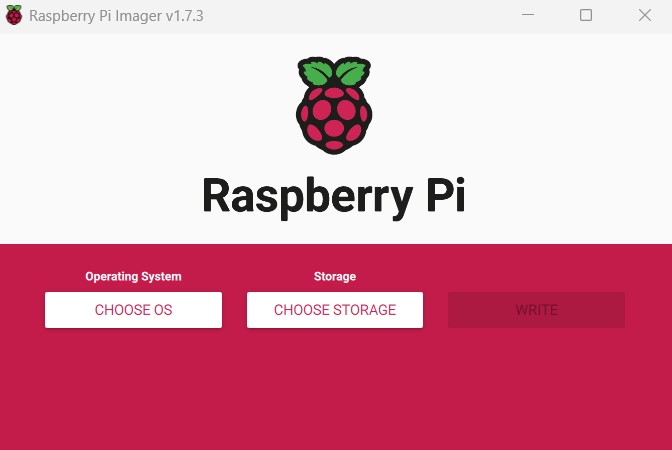 Raspberry Pi Imager v1.7.3
Raspberry Pi
Operating System
Storage
CHOOSE OS
CHOOSE STORAGE
WRITE